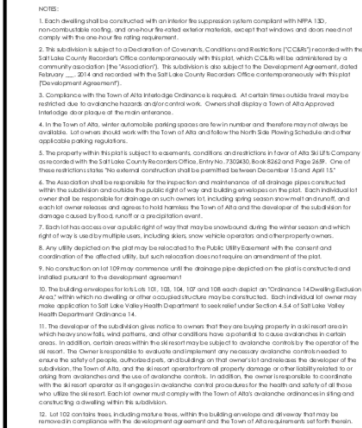 NOTES:
1. Each dwelling shall be constructed with an interior fire suppression system compliant with NFPA 13D,
non-combustible roofing, and one-hour fire rated exterior materials, except that windows and doors need not
comply with the one-hour fire rating requirement.
2. This subdivision is subject to a Declaration of Covenants, Conditions and Restrictions ("CC&Rs") recorded with the
Salt Lake County Recorders Office contemporaneously with this plat, which CC&Rs will be administered by a
community association (the "Association"). This subdivision is also subject to the Development Agreement, dated
February ___, 2014 and recorded with the Salt Lake County Recorders Office contemporaneously with this plat
("Development Agreement").
3. Compliance with the Town of Alta Interlodge Ordinance is required. At certain times outside travel may be
restricted due to avalanche hazards and/or control work. Owners shall display a Town of Alta Approved
Interlodge door plaque at the main entrance.
4. In the Town of Alta, winter automobile parking spaces are few in number and therefore may not always be
available. Lot owners should work with the Town of Alta and follow the North Side Plowing Schedule and other
applicable parking regulations.
5. The property within this plat is subject to easements, conditions and restrictions in favor of Alta Ski Lifts Company
as recorded with the Salt Lake County Recorders Office, Entry No. 7302430, Book 8262 and Page 2659. One of
these restrictions states "No external construction shall be permitted between December 15 and April 15."
6. The Association shall be responsible for the inspection and maintenance of all drainage pipes constructed
within the subdivision and outside the public right of way and building envelopes on the plat. Each individual lot
owner shall be responsible for drainage on such owners lot, including spring season snow melt and runoff, and
each lot owner releases and agrees to hold harmless the Town of Alta and the developer of the subdivision for
damage caused by flood, runoff or a precipitation event.
7. Each lot has access over a public right of way that may be snowbound during the winter season and which
right of way is used by multiple users, including skiers, snow vehicle operators and other property owners.
8. Any utility depicted on the plat may be relocated to the Public Utility Easement with the consent and
coordination of the affected utility, but such relocation does not require an amendment of the plat.
9. No construction on lot 109 may commence until the drainage pipe depicted on the plat is constructed and
installed pursuant to the development agreement
10. The building envelopes for lots Lots 101, 103, 104, 107 and 108 each depict an "Ordinance 14 Dwelling Exclusion
Area," within which no dwelling or other occupied structure may be constructed. Each individual lot owner may
make application to Salt Lake Valley Health Department to seek relief under Section 4.5.4 of Salt Lake Valley
Health Department Ordinance 14.
11. The developer of the subdivision gives notice to owners that they are buying property in a ski resort area in
which heavy snowfalls, wind patterns, and other conditions have a potential to cause avalanches in certain
areas. In addition, certain areas within the ski resort may be subject to avalanche controls by the operator of the
ski resort. The Owner is responsible to evaluate and implement any necessary avalanche controls needed to
ensure the safety of people, authorized pets, and buildings on that owner's lot and releases the developer of the
subdivision, the Town of Alta, and the ski resort operator from all property damage or other liability related to or
arising from avalanches and the use of avalanche controls. In addition, the owner is responsible to coordinate
with the ski resort operator as it engages in avalanche control procedures for the health and safety of all those
who utilize the ski resort. Each lot owner must comply with the Town of Alta's avalanche ordinances in siting and
constructing a dwelling within the subdivision.
12. Lot 102 contains trees, including mature trees, within the building envelope and driveway that may be
removed in compliance with the development agreement and the Town of Alta requirements set forth therein.